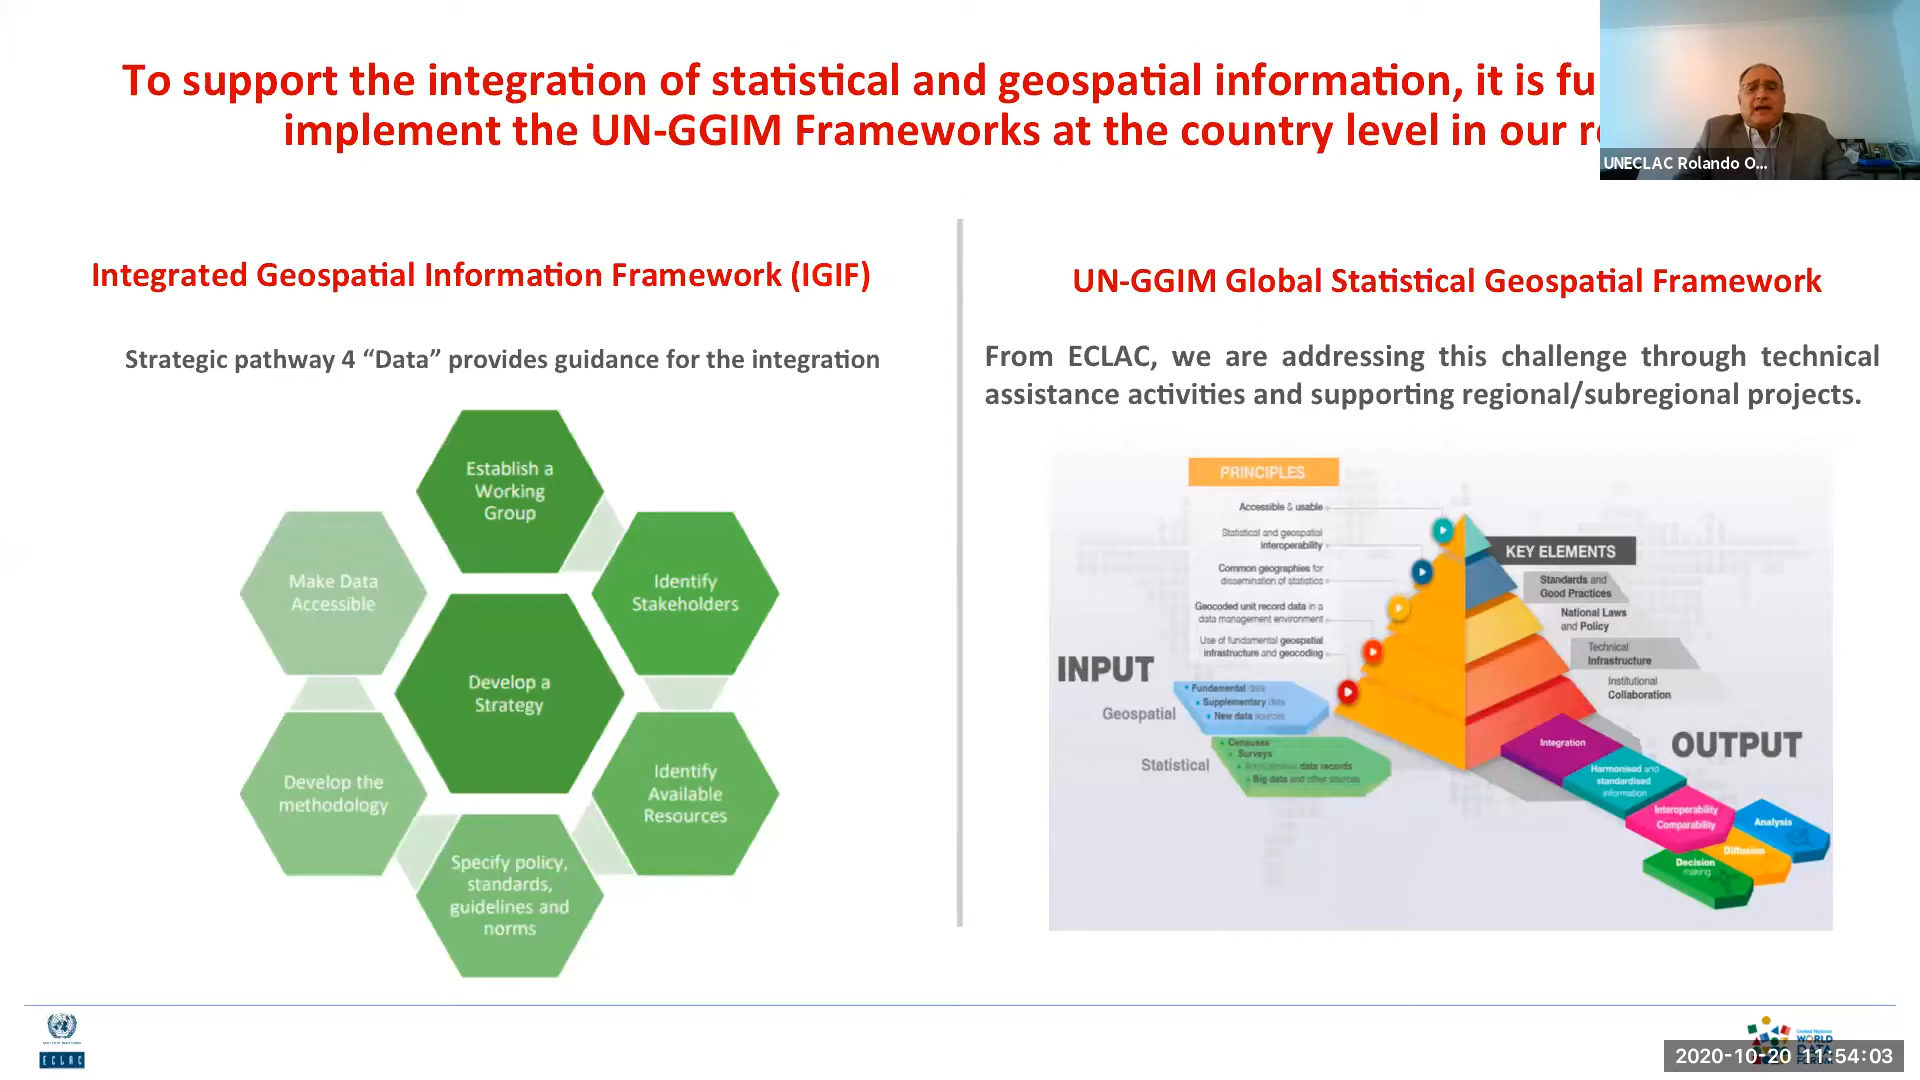 To support the integration of statistical and geospatial information, it is fu
implement the UN-GGIM Frameworks at the country level in our re
UNECLAC Rolando O...
Integrated Geospatial Information Framework (IGIF)
Strategic pathway 4 “Data” provides guidance for the integration
Establish a
Working
Group
Identify
Stakeholders
Identify
Available
Resources
Specify policy,
standards,
guidelines and
norms
Develop the
methodology
Make Data
Accessible
Develop a
Strategy
UN-GGIM Global Statistical Geospatial Framework
From ECLAC, we are addressing this challenge through technical
assistance activities and supporting regional/subregional projects.
PRINCIPLES
Accessible & usable
Statistical and geospatial
interoperability
Common geographies for
dissemination of statistics
Geocoded unit record data in a
data management environment
Use of fundamental geospatial
infrastructure and geocoding
KEY ELEMENTS
Standards and
Good Practices
National Laws
and Policy
Technical
Infrastructure
Institutional
Collaboration
INPUT
Geospatial
• Fundamental data
• Supplementary data
• New data sources
Statistical
• Censuses
• Surveys
• data records
• Big data and other sources
OUTPUT
Integration
Harmonised and
standardised
information
Interoperability
Comparability
Analysis
Diffusion
Decision
making
ECLAC
United Nations
WORLD
DATA
FORUM
2020-10-20 11:54:03